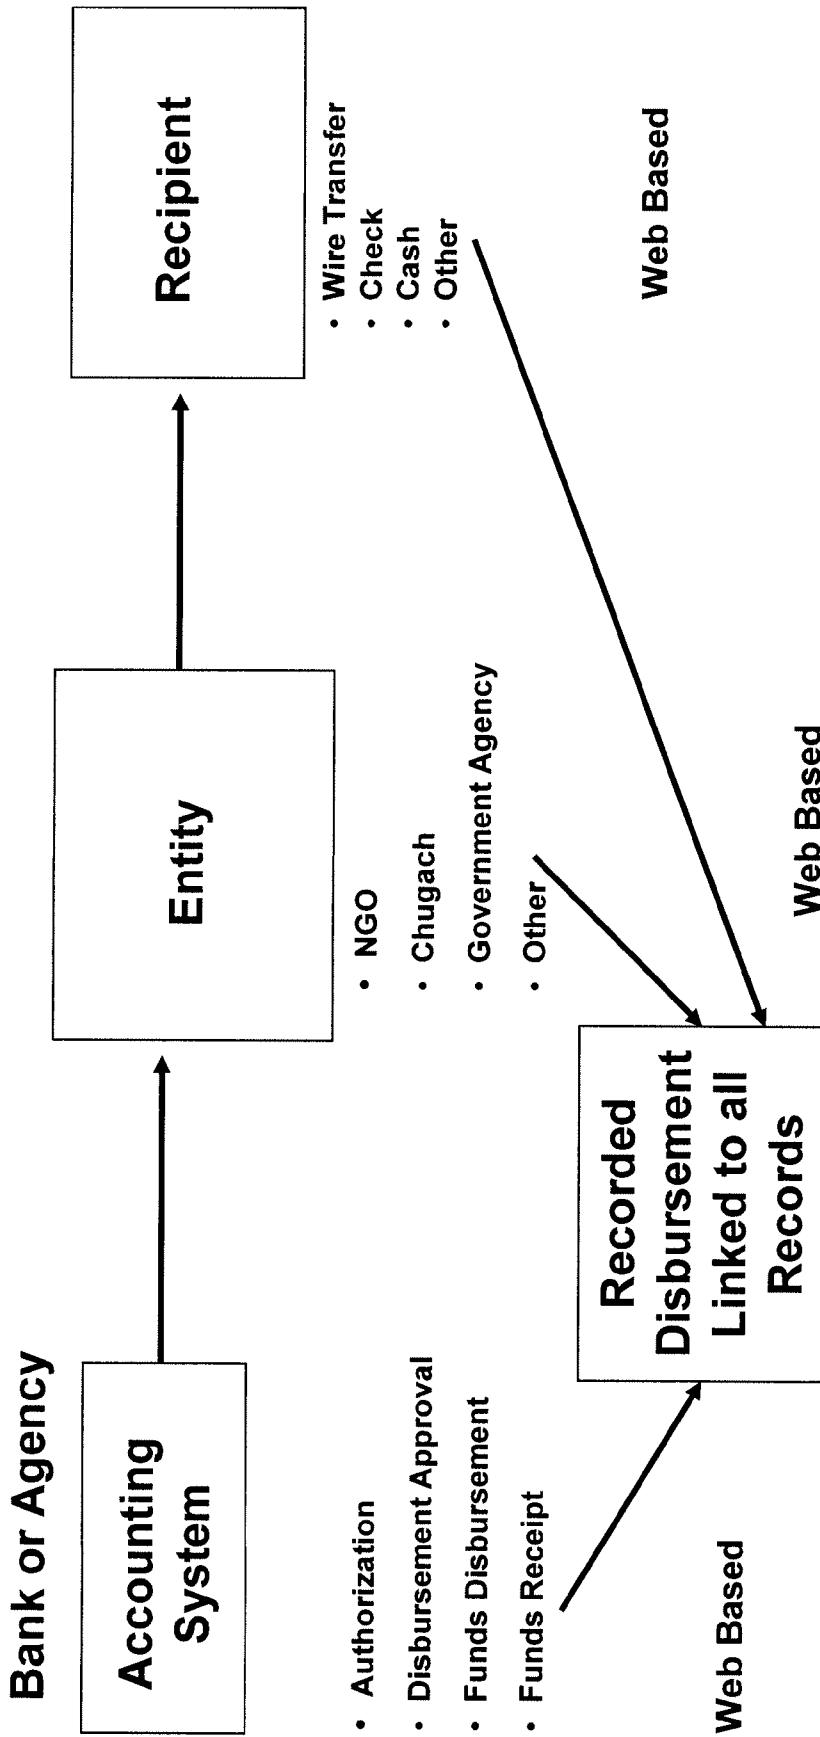 Bank or Agency
Accounting
System
• Authorization
• Disbursement Approval
• Funds Disbursement
• Funds Receipt
Web Based
Entity
• NGO
• Chugach
• Government Agency
• Other
Recorded
Disbursement
Linked to all
Records
Web Based
Recipient
• Wire Transfer
• Check
• Cash
• Other
Web Based